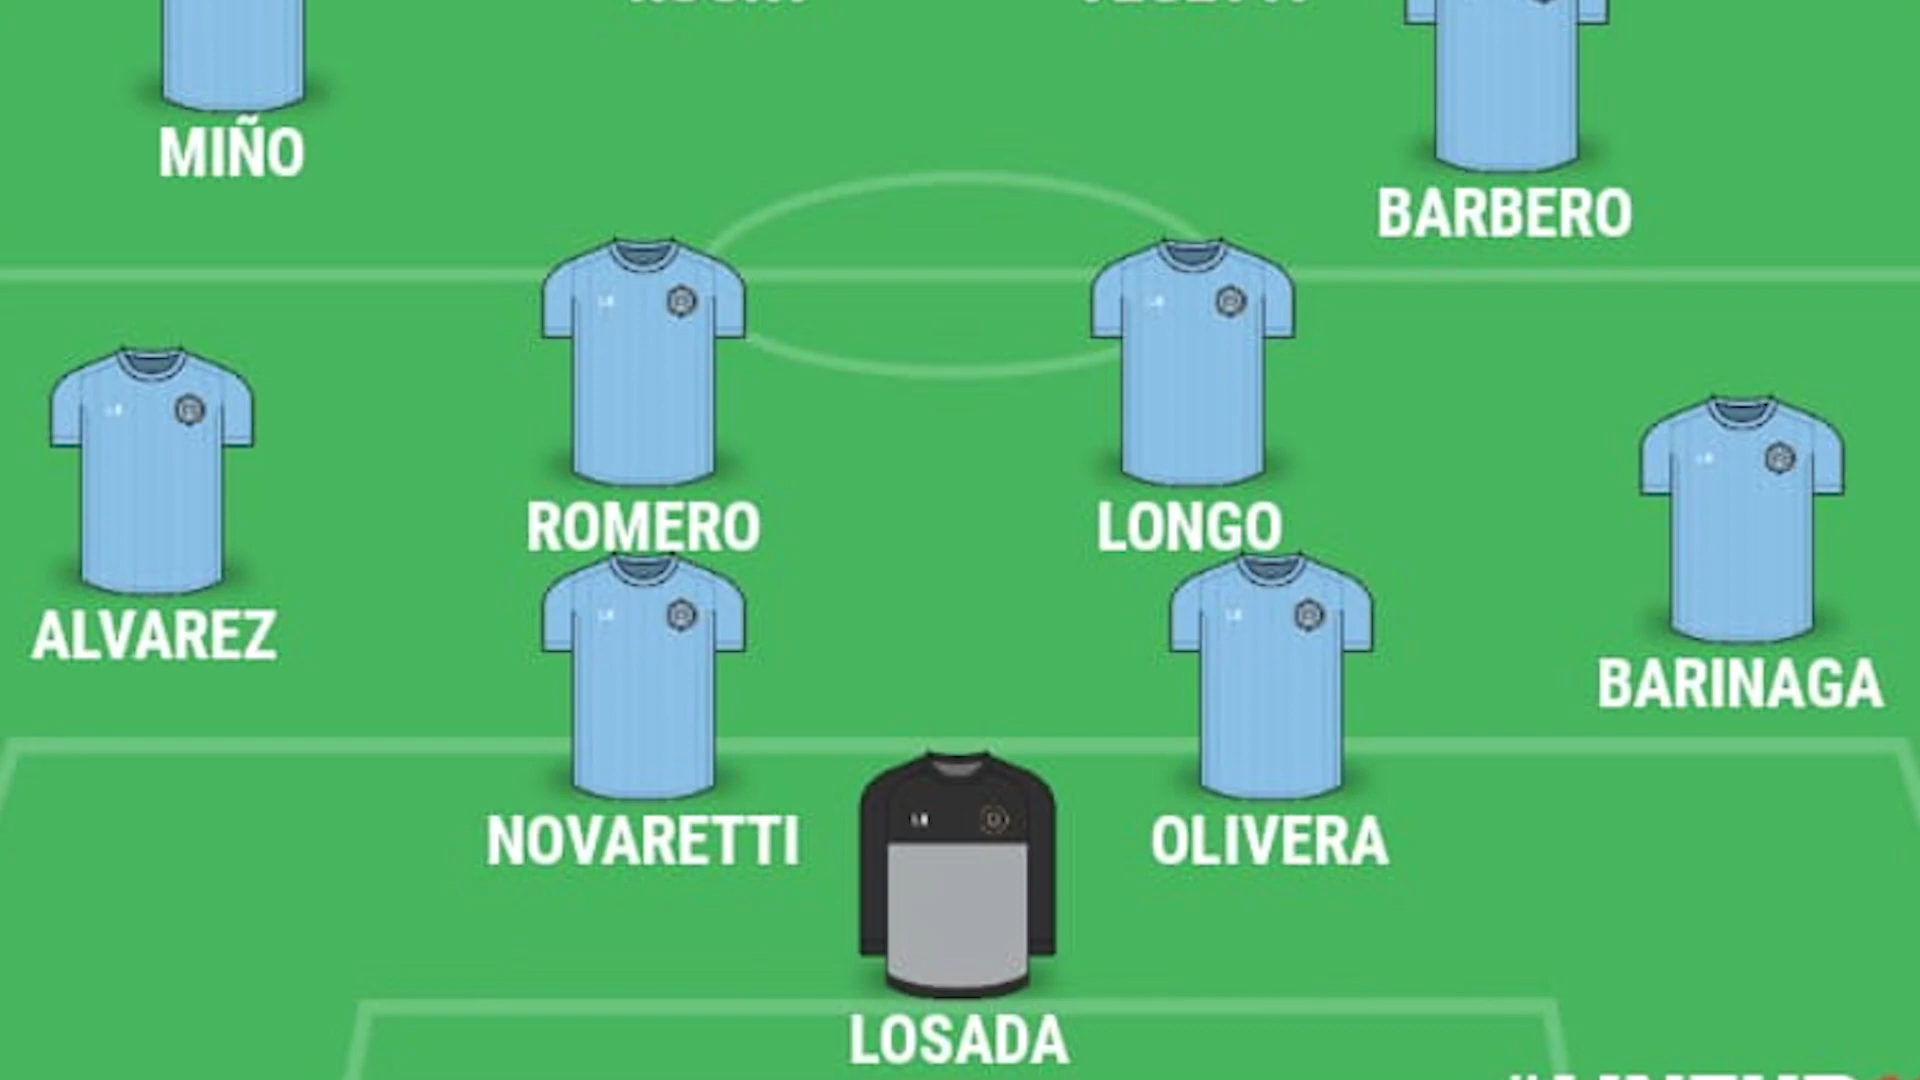 MIÑO
BARBERO
ROMERO
LONGO
ALVAREZ
BARINAGA
NOVARETTI
OLIVERA
LOSADA